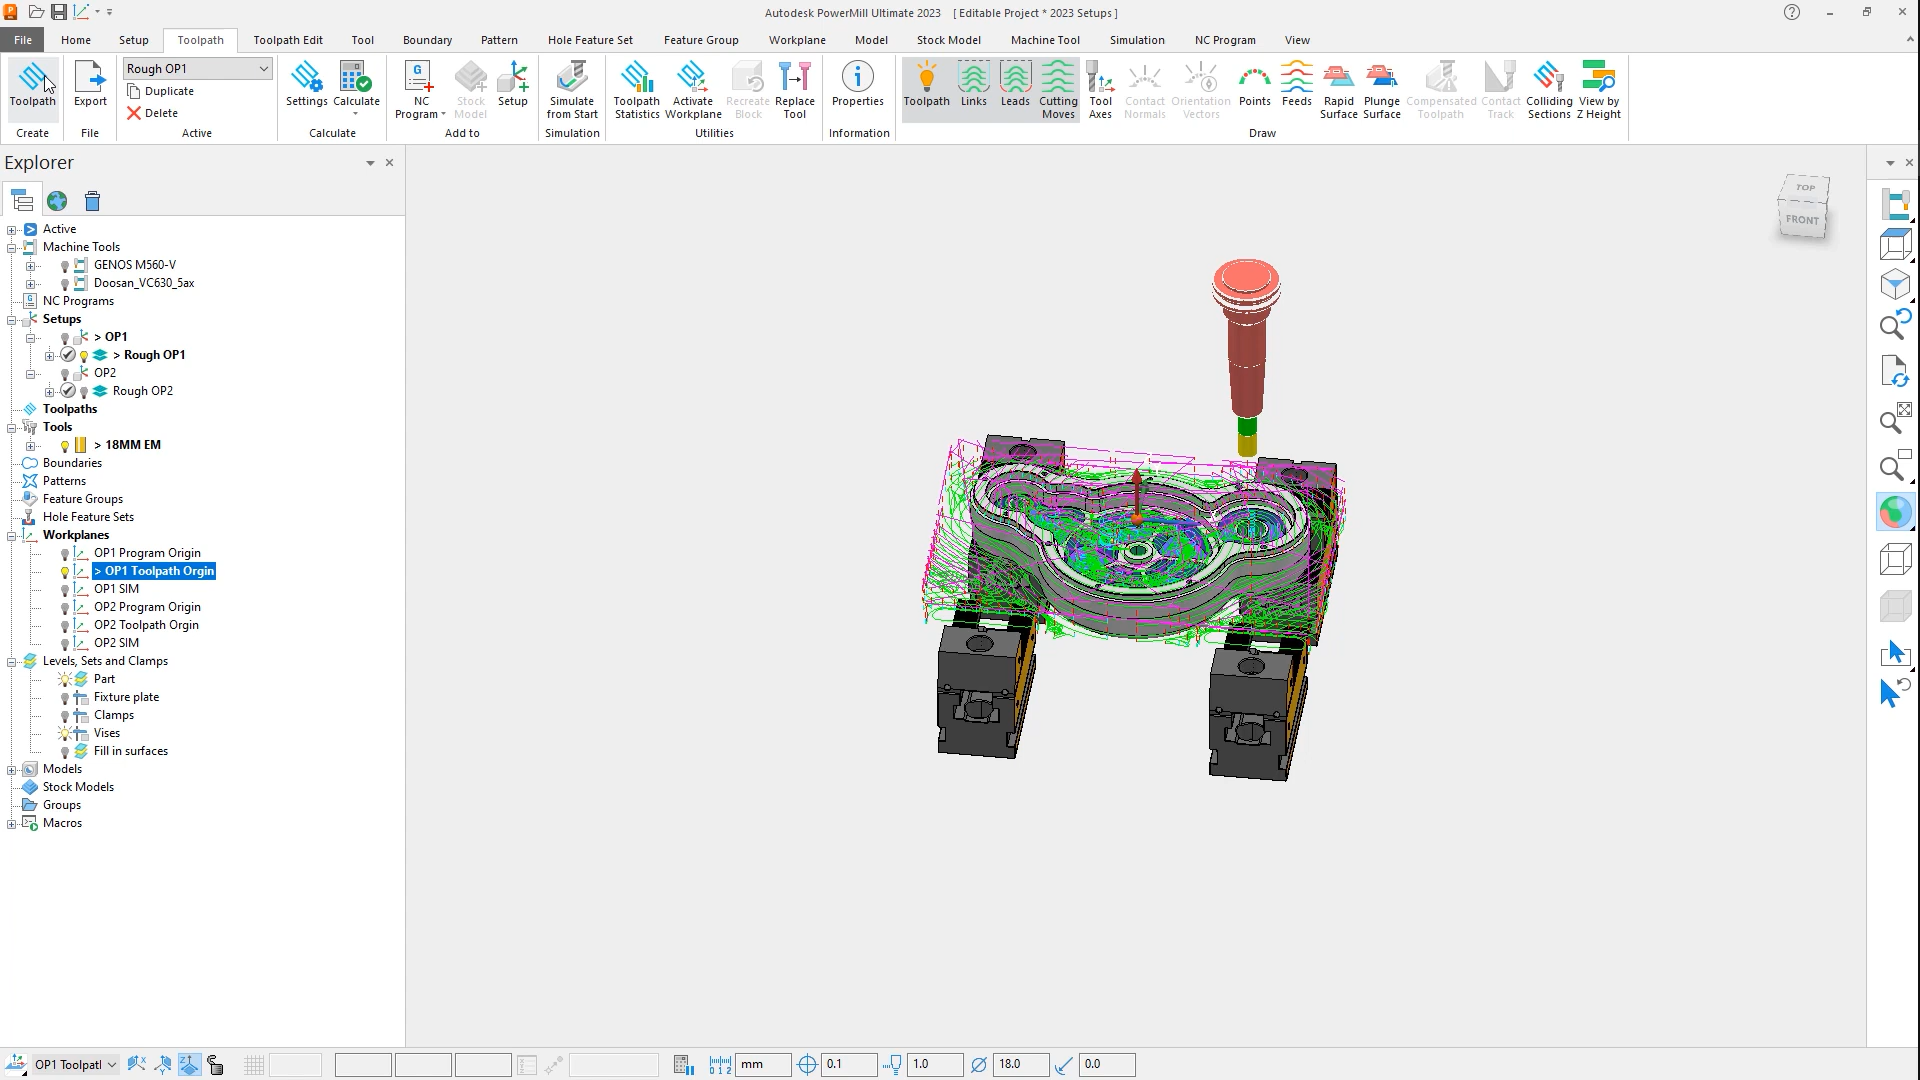 Autodesk PowerMill Ultimate 2023 [ Editable Project * 2023 Setups ]
File Home Setup Toolpath Toolpath Edit Tool Boundary Pattern Hole Feature Set Feature Group Workplane Model Stock Model Machine Tool Simulation NC Program View
Toolpath
Create
Export
File
Rough OP1
Duplicate
Delete
Active
Settings
Calculate
Calculate
NC Program
Stock Model
Setup
Add to
Simulate from Start
Simulation
Toolpath Statistics
Activate Workplane
Recreate Block
Replace Tool
Utilities
Properties
Information
Toolpath
Links
Leads
Cutting Moves
Tool Axes
Contact Normals
Orientation Vectors
Points
Feeds
Rapid Surface
Plunge Surface
Compensated Toolpath
Contact Track
Colliding Sections
View by Z Height
Draw
Explorer
Active
Machine Tools
GENOS M560-V
Doosan_VC630_5ax
NC Programs
Setups
> OP1
> Rough OP1
OP2
Rough OP2
Toolpaths
Tools
> 18MM EM
Boundaries
Patterns
Feature Groups
Hole Feature Sets
Workplanes
OP1 Program Origin
> OP1 Toolpath Orgin
OP1 SIM
OP2 Program Origin
OP2 Toolpath Orgin
OP2 SIM
Levels, Sets and Clamps
Part
Fixture plate
Clamps
Vises
Fill in surfaces
Models
Stock Models
Groups
Macros
TOP
FRONT
OP1 Toolpatl mm 0.1 1.0 18.0 0.0